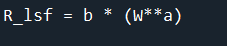 R_lsf = b * (W**a)